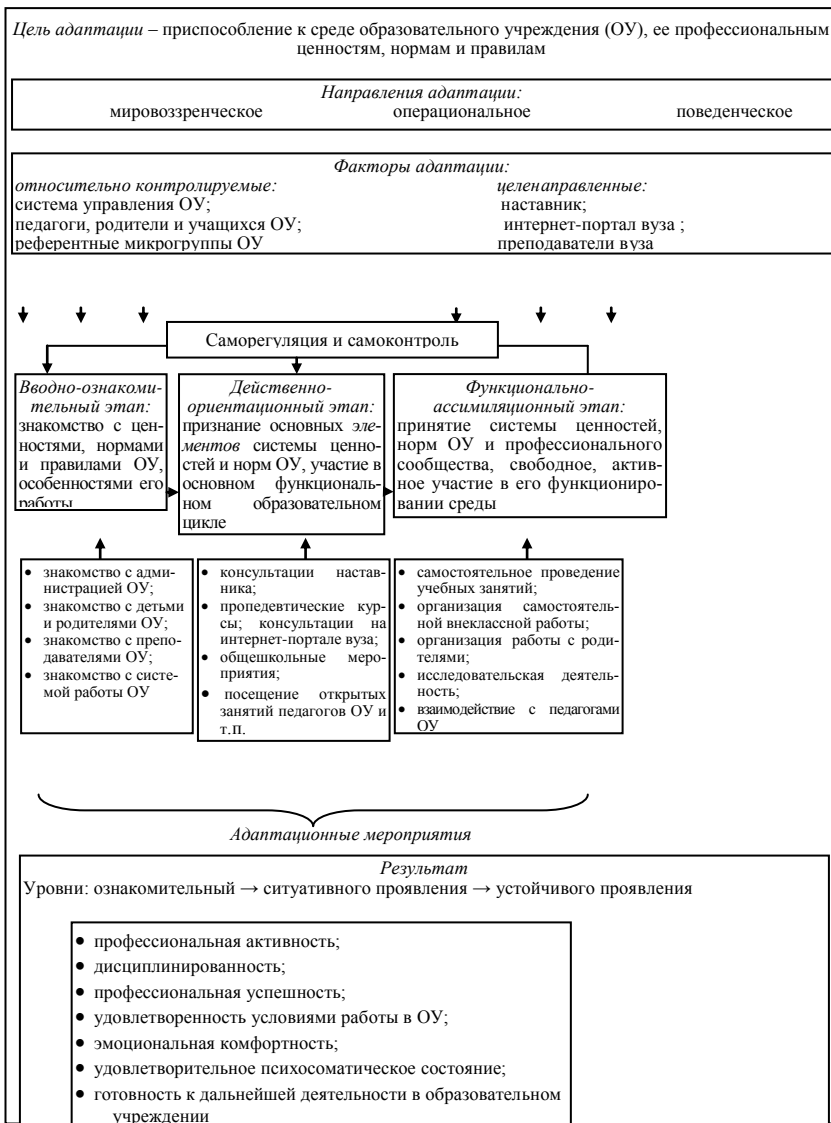 Цель адаптации – приспособление к среде образовательного учреждения (ОУ), ее профессиональным
ценностям, нормам и правилам
Направления адаптации:
мировоззренческое операциональное поведенческое
Факторы адаптации:
относительно контролируемые: целенаправленные:
система управления ОУ; наставник;
педагоги, родители и учащихся ОУ; интернет-портал вуза ;
референтные микрогруппы ОУ преподаватели вуза
Саморегуляция и самоконтроль
Вводно-ознакоми-
тельный этап:
знакомство с цен-
ностями, нормами
и правилами ОУ,
особенностями его
работы
Действенно-
ориентационный этап:
признание основных эле-
ментов системы ценно-
стей и норм ОУ, участие в
основном функциональ-
ном образовательном
цикле
Функционально-
ассимиляционный этап:
принятие системы ценностей,
норм ОУ и профессионального
сообщества, свободное, актив-
ное участие в его функциониро-
вании среды
• знакомство с адми-
нистрацией ОУ;
• знакомство с детьми
и родителями ОУ;
• знакомство с препо-
давателями ОУ;
• знакомство с систе-
мой работы ОУ
• консультации настав-
ника;
• пропедевтические кур-
сы; консультации на
интернет-портале вуза;
• общешкольные меро-
приятия;
• посещение открытых
занятий педагогов ОУ и
т.п.
• самостоятельное проведение
учебных занятий;
• организация самостоятель-
ной внеклассной работы;
• организация работы с роди-
телями;
• исследовательская деятель-
ность;
• взаимодействие с педагогами
ОУ
Адаптационные мероприятия
Результат
Уровни: ознакомительный → ситуативного проявления → устойчивого проявления
• профессиональная активность;
• дисциплинированность;
• профессиональная успешность;
• удовлетворенность условиями работы в ОУ;
• эмоциональная комфортность;
• удовлетворительное психосоматическое состояние;
• готовность к дальнейшей деятельности в образовательном
учреждении